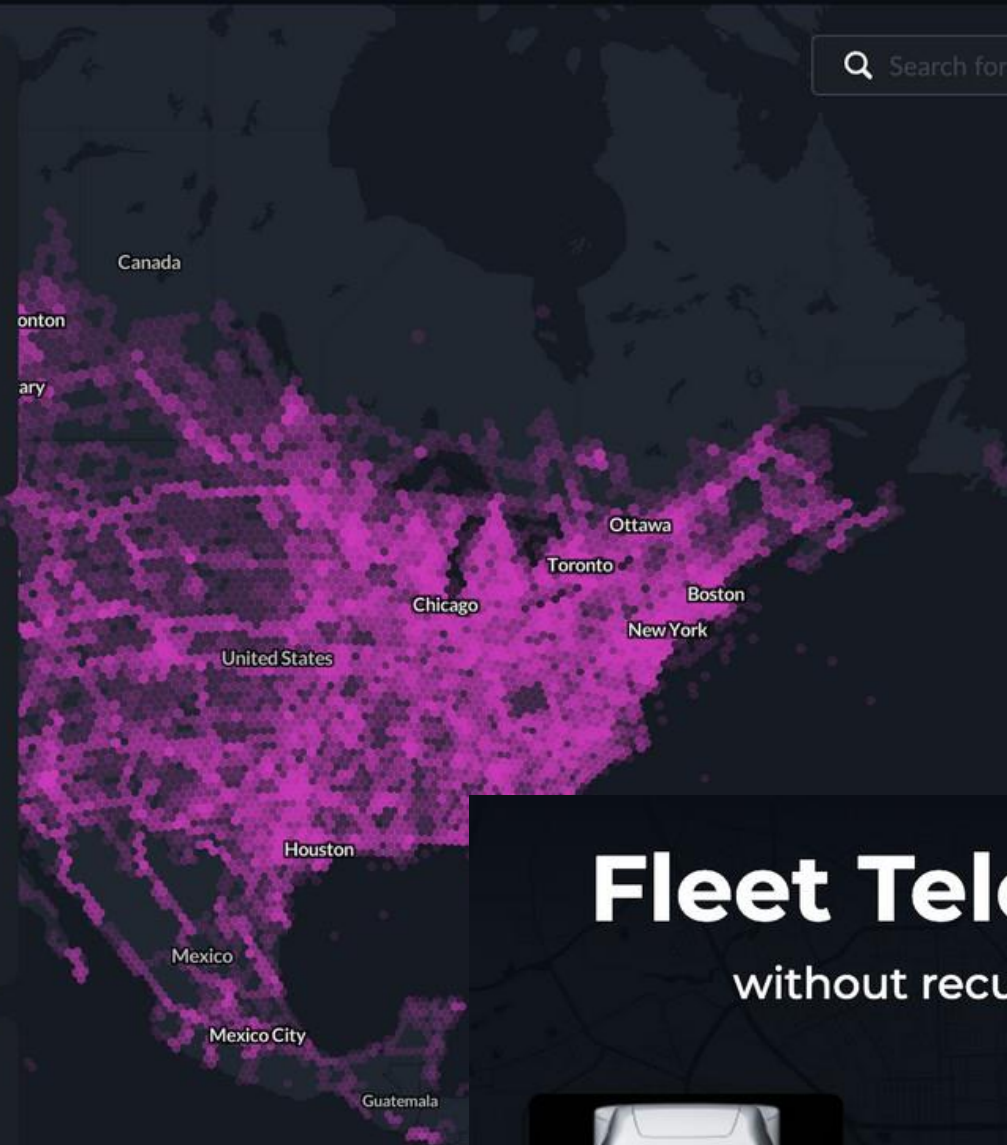 Search for
Canada
onton
ary
Ottawa
Toronto
Boston
Chicago
New York
United States
Houston
Mexico
Mexico City
Guatemala
Fleet Tele
without recu